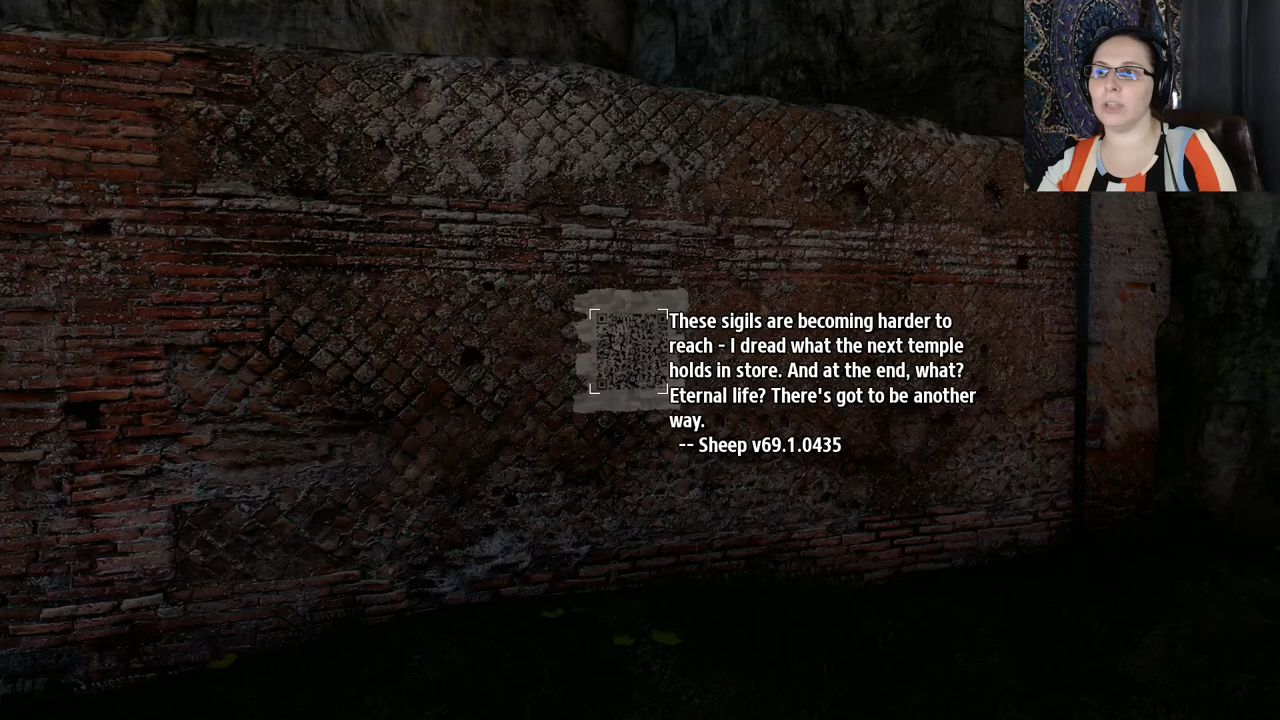 These sigils are becoming harder to
reach - I dread what the next temple
holds in store. And at the end, what?
Eternal life? There's got to be another
way.
-- Sheep v69.1.0435